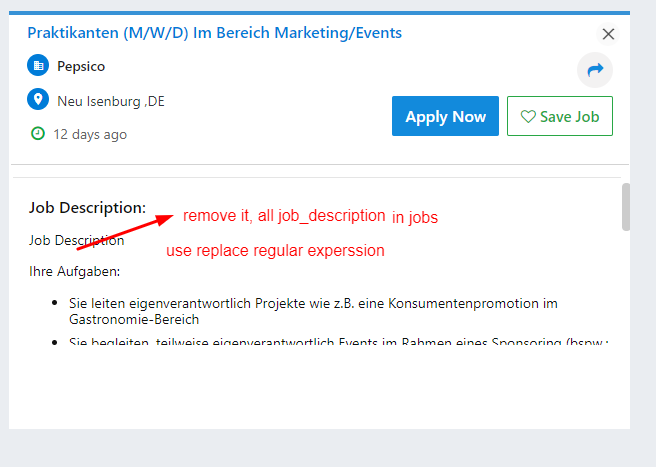 Praktikanten (M/W/D) Im Bereich Marketing/Events
Pepsico
Neu Isenburg ,DE
12 days ago
Apply Now
Save Job
Job Description:
remove it, all job_description in jobs
Job Description
use replace regular experssion
Ihre Aufgaben:
Sie leiten eigenverantwortlich Projekte wie z.B. eine Konsumentenpromotion im
Gastronomie-Bereich
Sie begleiten, teilweise eigenverantwortlich Events im Rahmen eines Sponsoring (bspw.: